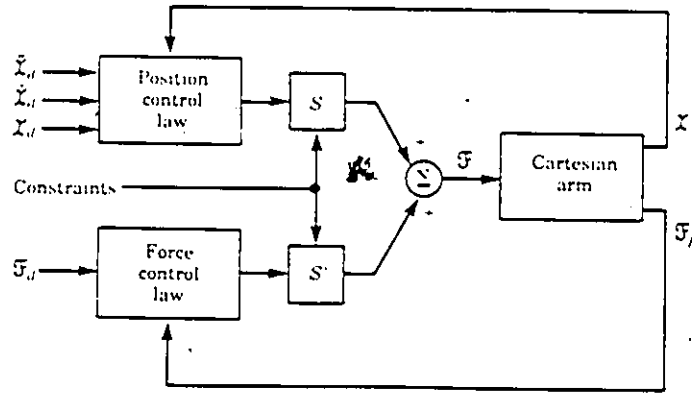 Ẍd
Ẋd
Xd
Position
control
law
S
Constraints
+
Σ
+
ℱ
Cartesian
arm
X
ℱd
Force
control
law
S'